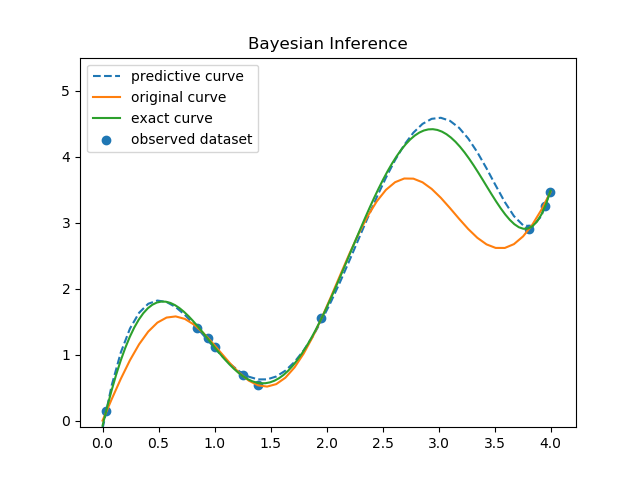 Bayesian Inference
predictive curve
original curve
exact curve
observed dataset
5
4
3
2
1
0
0.0 0.5 1.0 1.5 2.0 2.5 3.0 3.5 4.0